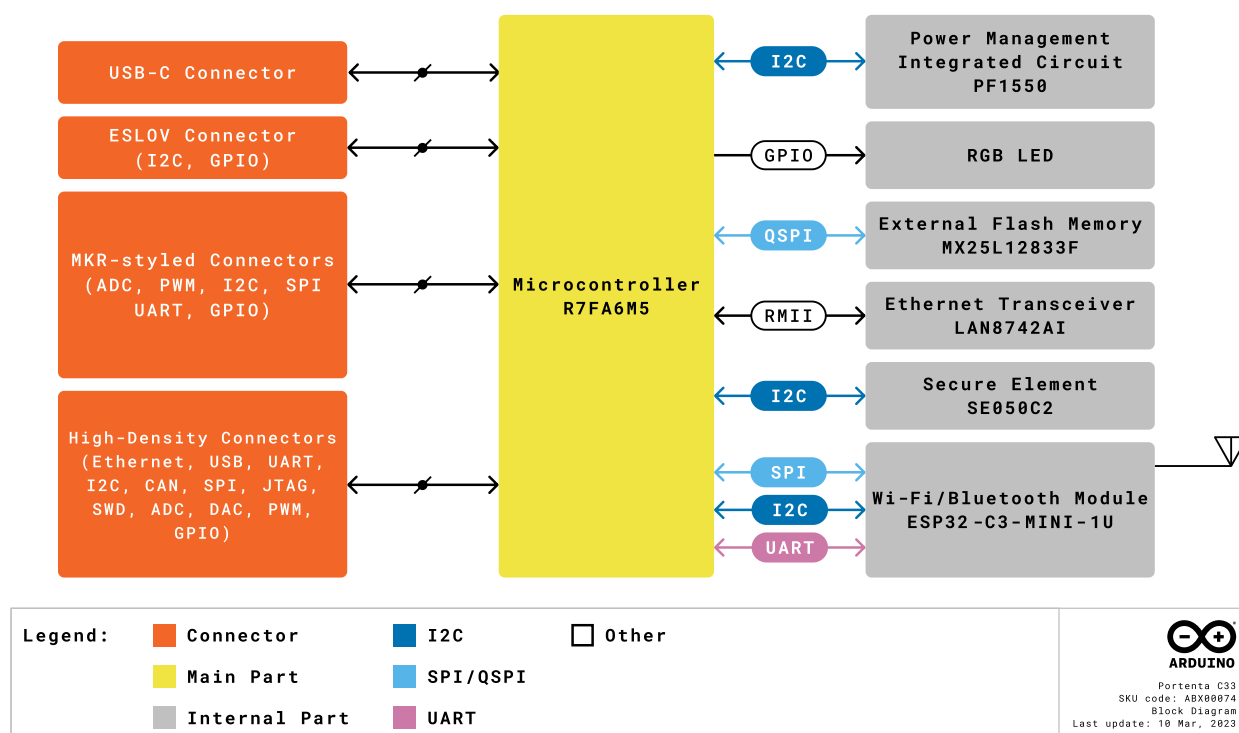 USB-C Connector
ESLOV Connector
(I2C, GPIO)
MKR-styled Connectors
(ADC, PWM, I2C, SPI
UART, GPIO)
High-Density Connectors
(Ethernet, USB, UART,
I2C, CAN, SPI, JTAG,
SWD, ADC, DAC, PWM,
GPIO)
Microcontroller
R7FA6M5
I2C
GPIO
QSPI
RMII
I2C
SPI
I2C
UART
Power Management
Integrated Circuit
PF1550
RGB LED
External Flash Memory
MX25L12833F
Ethernet Transceiver
LAN8742AI
Secure Element
SE050C2
Wi-Fi/Bluetooth Module
ESP32-C3-MINI-1U
Legend:
Connector
Main Part
Internal Part
I2C
SPI/QSPI
UART
Other
ARDUINO
Portenta C33
SKU code: ABX00074
Block Diagram
Last update: 10 Mar, 2023